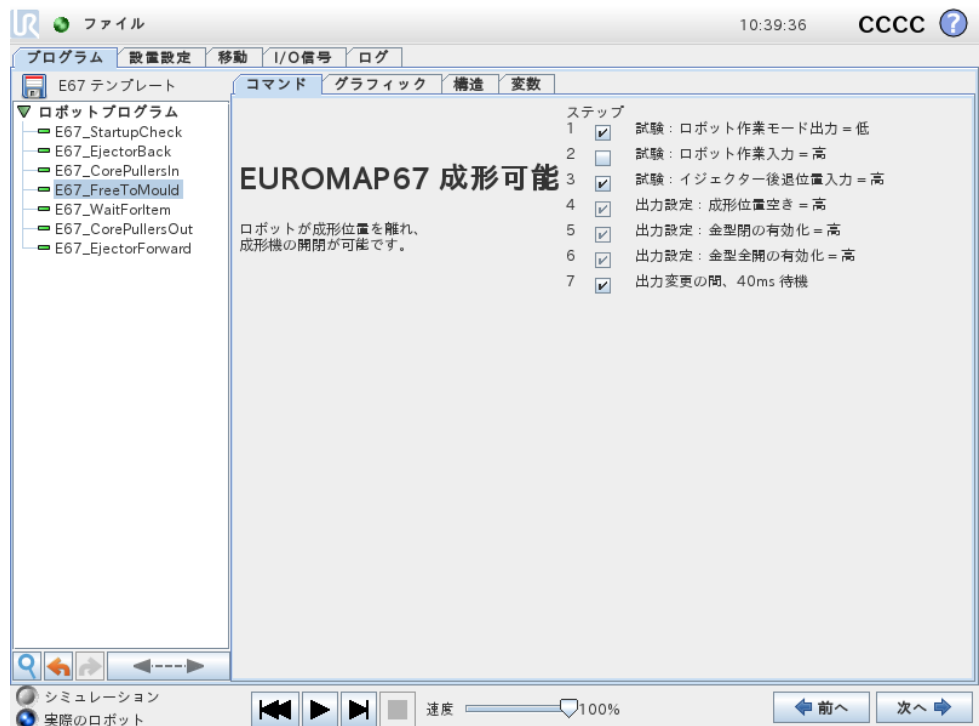 UR ファイル 10:39:36 CCCC ?
プログラム 設置設定 移動 I/O信号 ログ
E67 テンプレート
コマンド グラフィック 構造 変数
ロボットプログラム
E67_StartupCheck
E67_EjectorBack
E67_CorePullersIn
E67_FreeToMould
E67_WaitForItem
E67_CorePullersOut
E67_EjectorForward
EUROMAP67 成形可能
ロボットが成形位置を離れ、
成形機の開閉が可能です。
ステップ
1 試験：ロボット作業モード出力 = 低
2 試験：ロボット作業入力 = 高
3 試験：イジェクター後退位置入力 = 高
4 出力設定：成形位置空き = 高
5 出力設定：金型閉の有効化 = 高
6 出力設定：金型全開の有効化 = 高
7 出力変更の間、40ms 待機
シミュレーション
実際のロボット
速度 100%
前へ 次へ